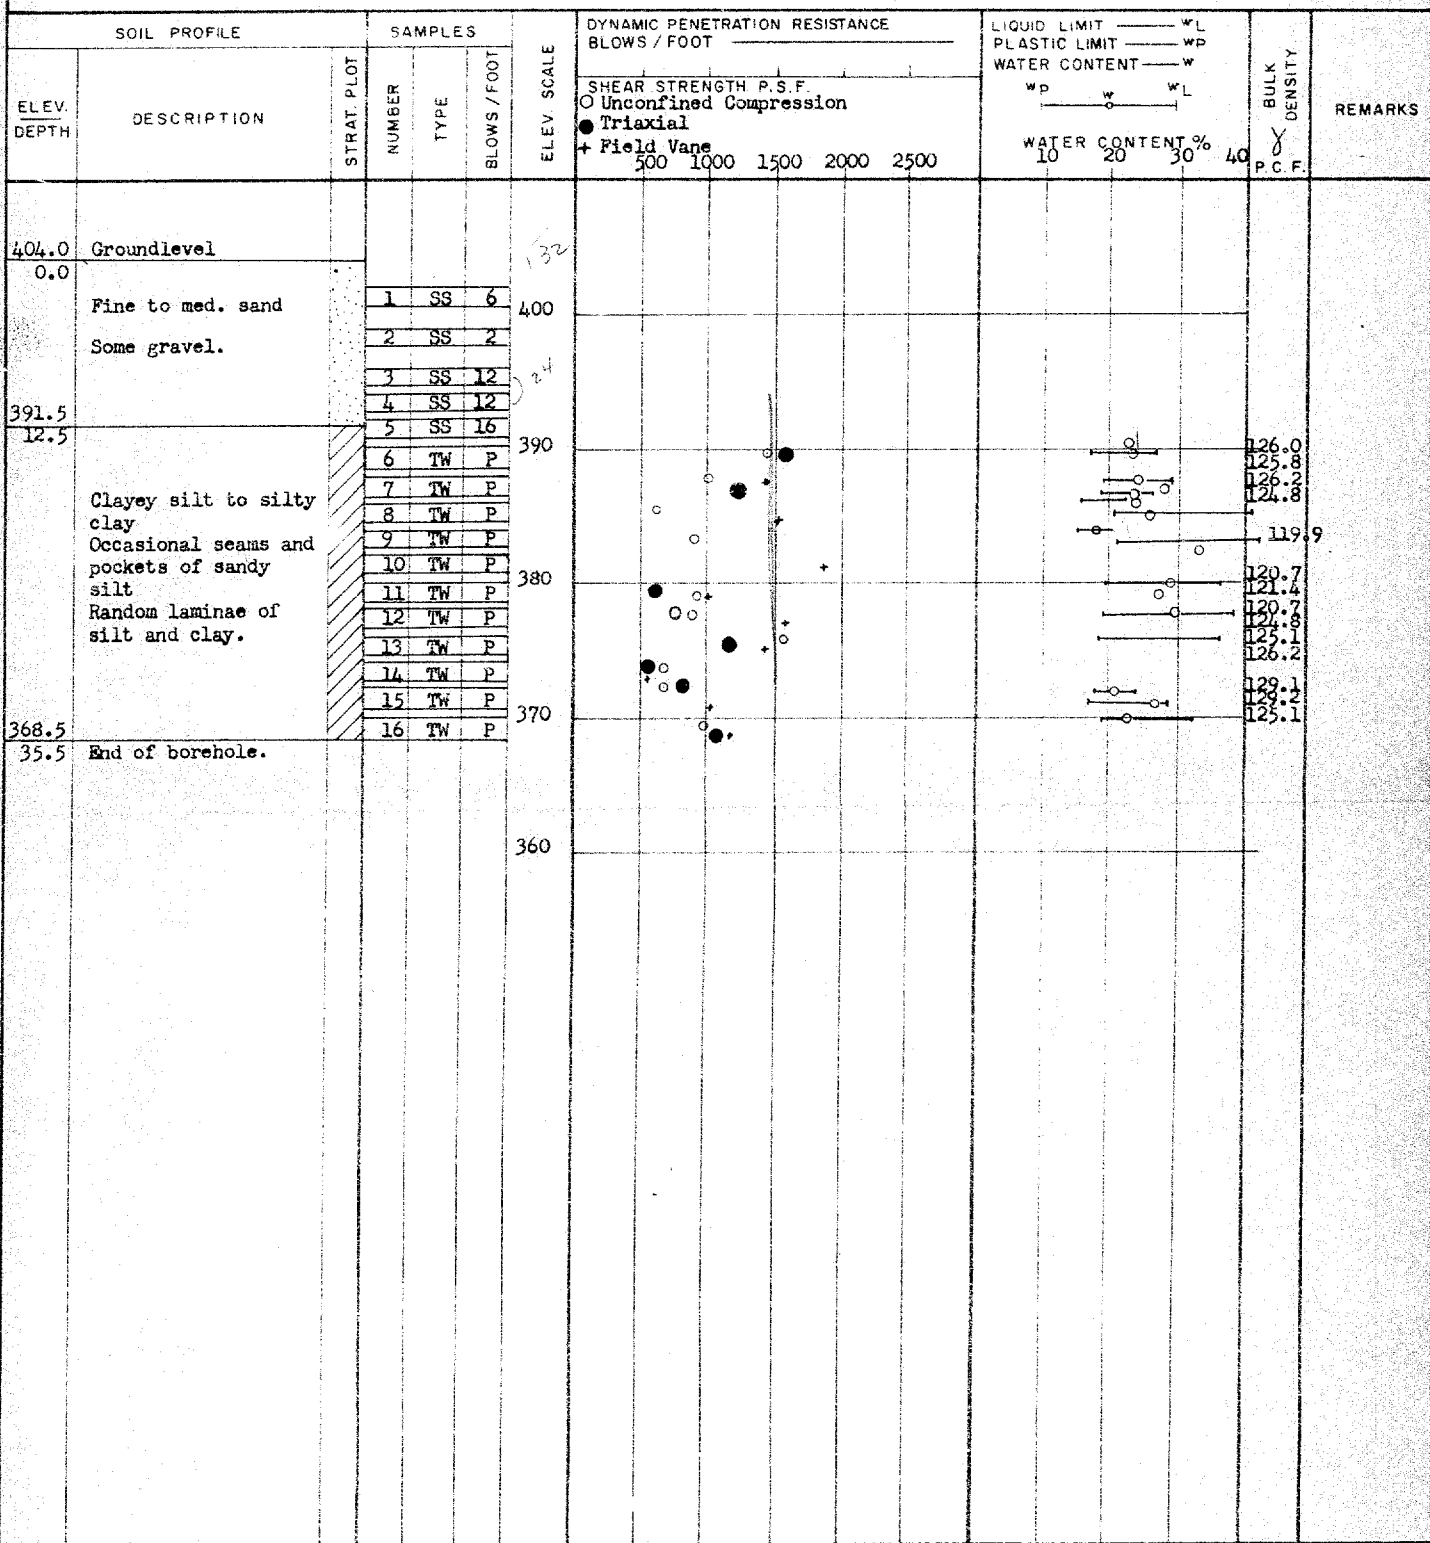 SOIL PROFILE
SAMPLES
ELEV. SCALE
DYNAMIC PENETRATION RESISTANCE
BLOWS / FOOT
LIQUID LIMIT wL
PLASTIC LIMIT wP
WATER CONTENT w
BULK DENSITY
γ
P.C.F.
REMARKS
ELEV.
DEPTH
DESCRIPTION
STRAT. PLOT
NUMBER
TYPE
BLOWS / FOOT
SHEAR STRENGTH P.S.F.
Unconfined Compression
Triaxial
+ Field Vane
500 1000 1500 2000 2500
wP w wL
WATER CONTENT %
10 20 30 40
404.0 Groundlevel
0.0
132
Fine to med. sand
1 SS 6
400
Some gravel.
2 SS 2
3 SS 12
24
4 SS 12
391.5
12.5
5 SS 16
390
126.0
6 TW P
125.8
126.2
7 TW P
124.8
Clayey silt to silty
clay
8 TW P
Occasional seams and
9 TW P
119.9
pockets of sandy
10 TW P
380
120.7
silt
11 TW P
121.4
Random laminae of
12 TW P
120.7
124.8
silt and clay.
125.1
13 TW P
126.2
14 TW P
129.1
15 TW P
129.2
370
125.1
368.5
16 TW P
35.5 End of borehole.
360